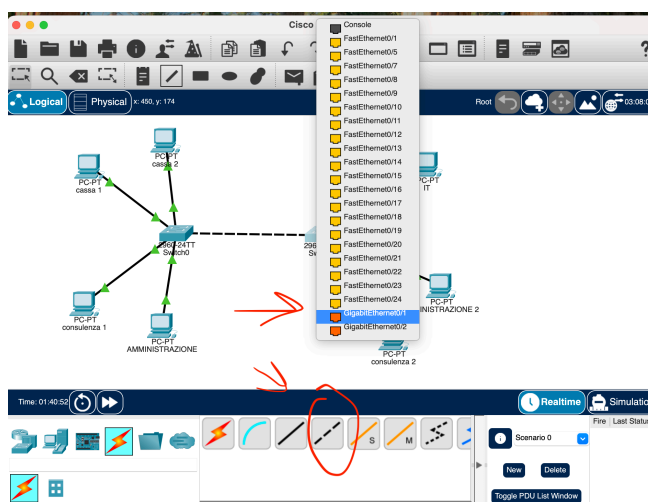 Cisco
Console
FastEthernet0/1
FastEthernet0/5
FastEthernet0/7
FastEthernet0/8
FastEthernet0/9
FastEthernet0/10
FastEthernet0/11
FastEthernet0/12
FastEthernet0/13
FastEthernet0/14
FastEthernet0/15
FastEthernet0/16
FastEthernet0/17
FastEthernet0/18
FastEthernet0/19
FastEthernet0/20
FastEthernet0/21
FastEthernet0/22
FastEthernet0/23
FastEthernet0/24
GigabitEthernet0/1
GigabitEthernet0/2
?
Logical
Physical
x: 450, y: 174
Root
03:08:0
PC-PT
cassa 2
PC-PT
cassa 1
PC-PT
IT
2960-24TT
Switch0
296
PC-PT
consulenza 1
PC-PT
AMMINISTRAZIONE
PC-PT
INISTRAZIONE 2
PC-PT
consulenza 2
Time: 01:40:52
Realtime
Simulatio
S
M
Scenario 0
Fire
Last Status
New
Delete
Toggle PDU List Window